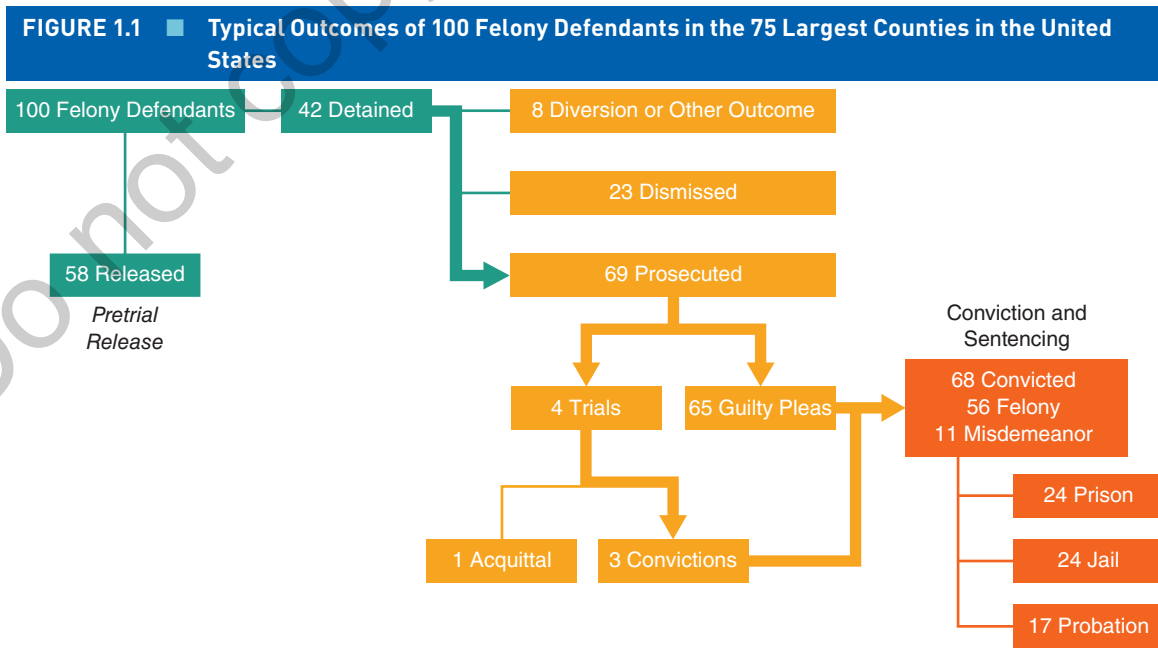 FIGURE 1.1 ■ Typical Outcomes of 100 Felony Defendants in the 75 Largest Counties in the United
States
100 Felony Defendants
42 Detained
8 Diversion or Other Outcome
23 Dismissed
58 Released
69 Prosecuted
Pretrial
Release
Conviction and
Sentencing
4 Trials
65 Guilty Pleas
68 Convicted
56 Felony
11 Misdemeanor
1 Acquittal
3 Convictions
24 Prison
24 Jail
17 Probation
Do not cop